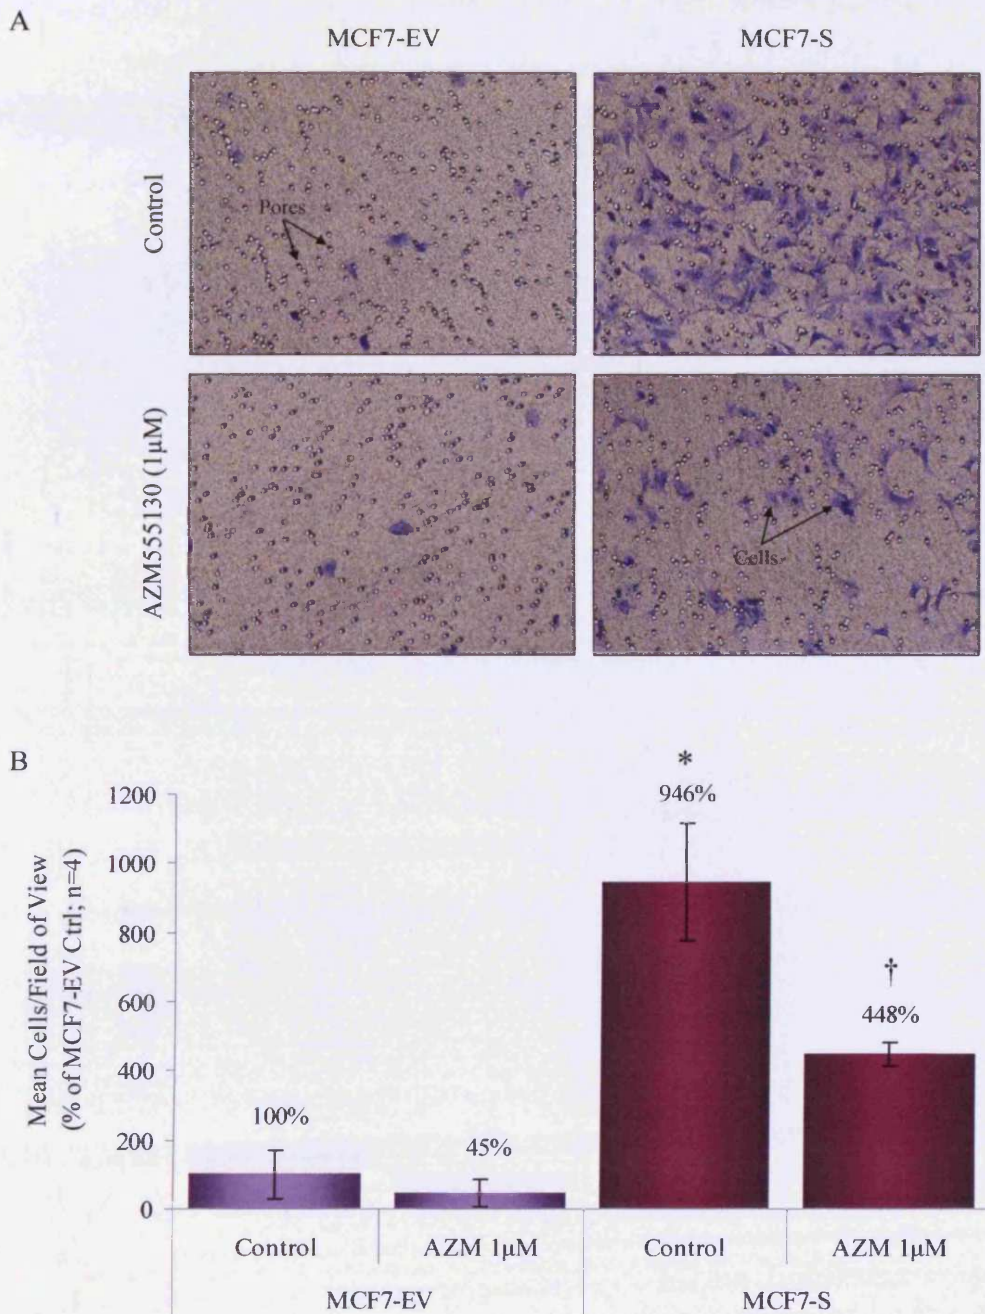 A
MCF7-EV
MCF7-S
Control
Pores
AZM555130 (1µM)
Cells
B
Mean Cells/Field of View
(% of MCF7-EV Ctrl; n=4)
1200
1000
800
600
400
200
0
100%
45%
*
946%
†
448%
Control
AZM 1µM
Control
AZM 1µM
MCF7-EV
MCF7-S